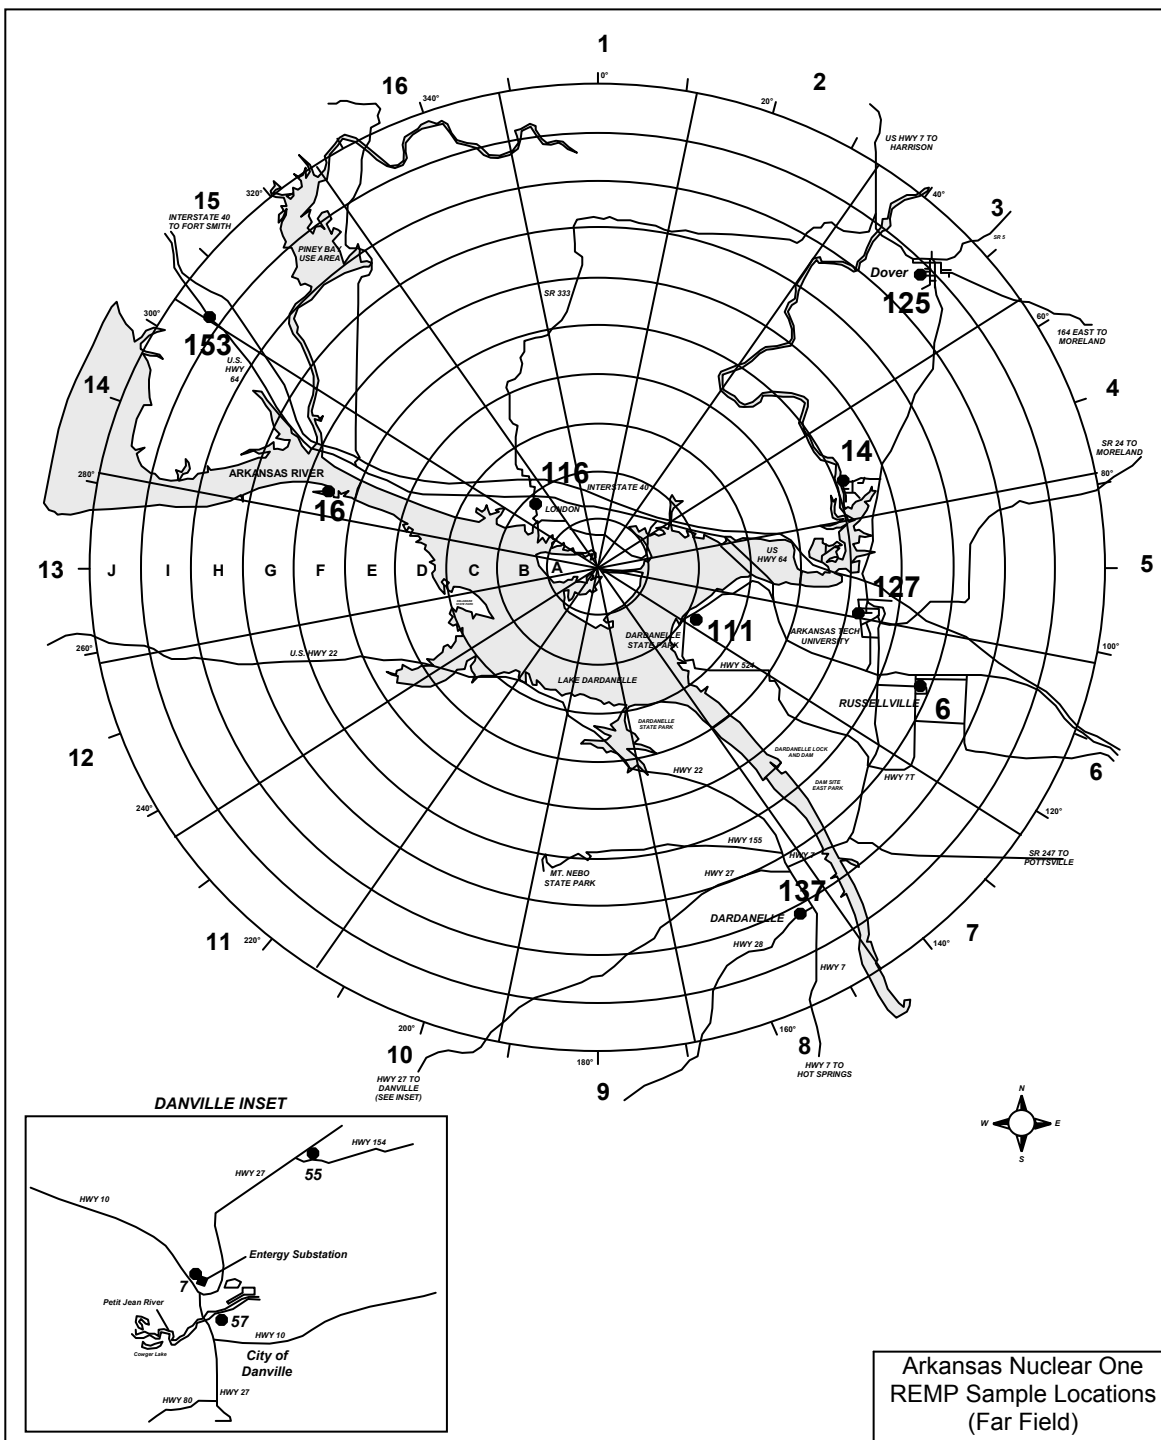 1
0°
16
340°
20°
2
US HWY 7 TO
HARRISON
15
320°
40°
3
SR 5
INTERSTATE 40
TO FORT SMITH
PINEY BAY
USE AREA
Dover
125
SR 333
300°
153
U.S.
HWY
64
60°
164 EAST TO
MORELAND
14
4
SR 24 TO
MORELAND
280°
ARKANSAS RIVER
16
116
LONDON
INTERSTATE 40
14
80°
13
J
I
H
G
F
E
D
C
B
A
US
HWY 64
5
127
111
ARKANSAS TECH
UNIVERSITY
DARDANELLE
STATE PARK
260°
U.S. HWY 22
HWY 524
100°
LAKE DARDANELLE
RUSSELLVILLE
6
DARDANELLE
STATE PARK
12
DARDANELLE LOCK
AND DAM
6
HWY 22
DAM SITE
EAST PARK
HWY 7T
240°
120°
HWY 155
HWY 7
SR 247 TO
POTTSVILLE
MT. NEBO
STATE PARK
HWY 27
137
DARDANELLE
11
220°
HWY 28
140°
7
HWY 7
200°
160°
10
180°
8
HWY 27 TO
DANVILLE
(SEE INSET)
9
HWY 7 TO
HOT SPRINGS
DANVILLE INSET
N
W
E
S
HWY 154
55
HWY 27
HWY 10
Entergy Substation
7
Petit Jean River
57
HWY 10
Cowger Lake
City of
Danville
HWY 27
HWY 80
Arkansas Nuclear One
REMP Sample Locations
(Far Field)